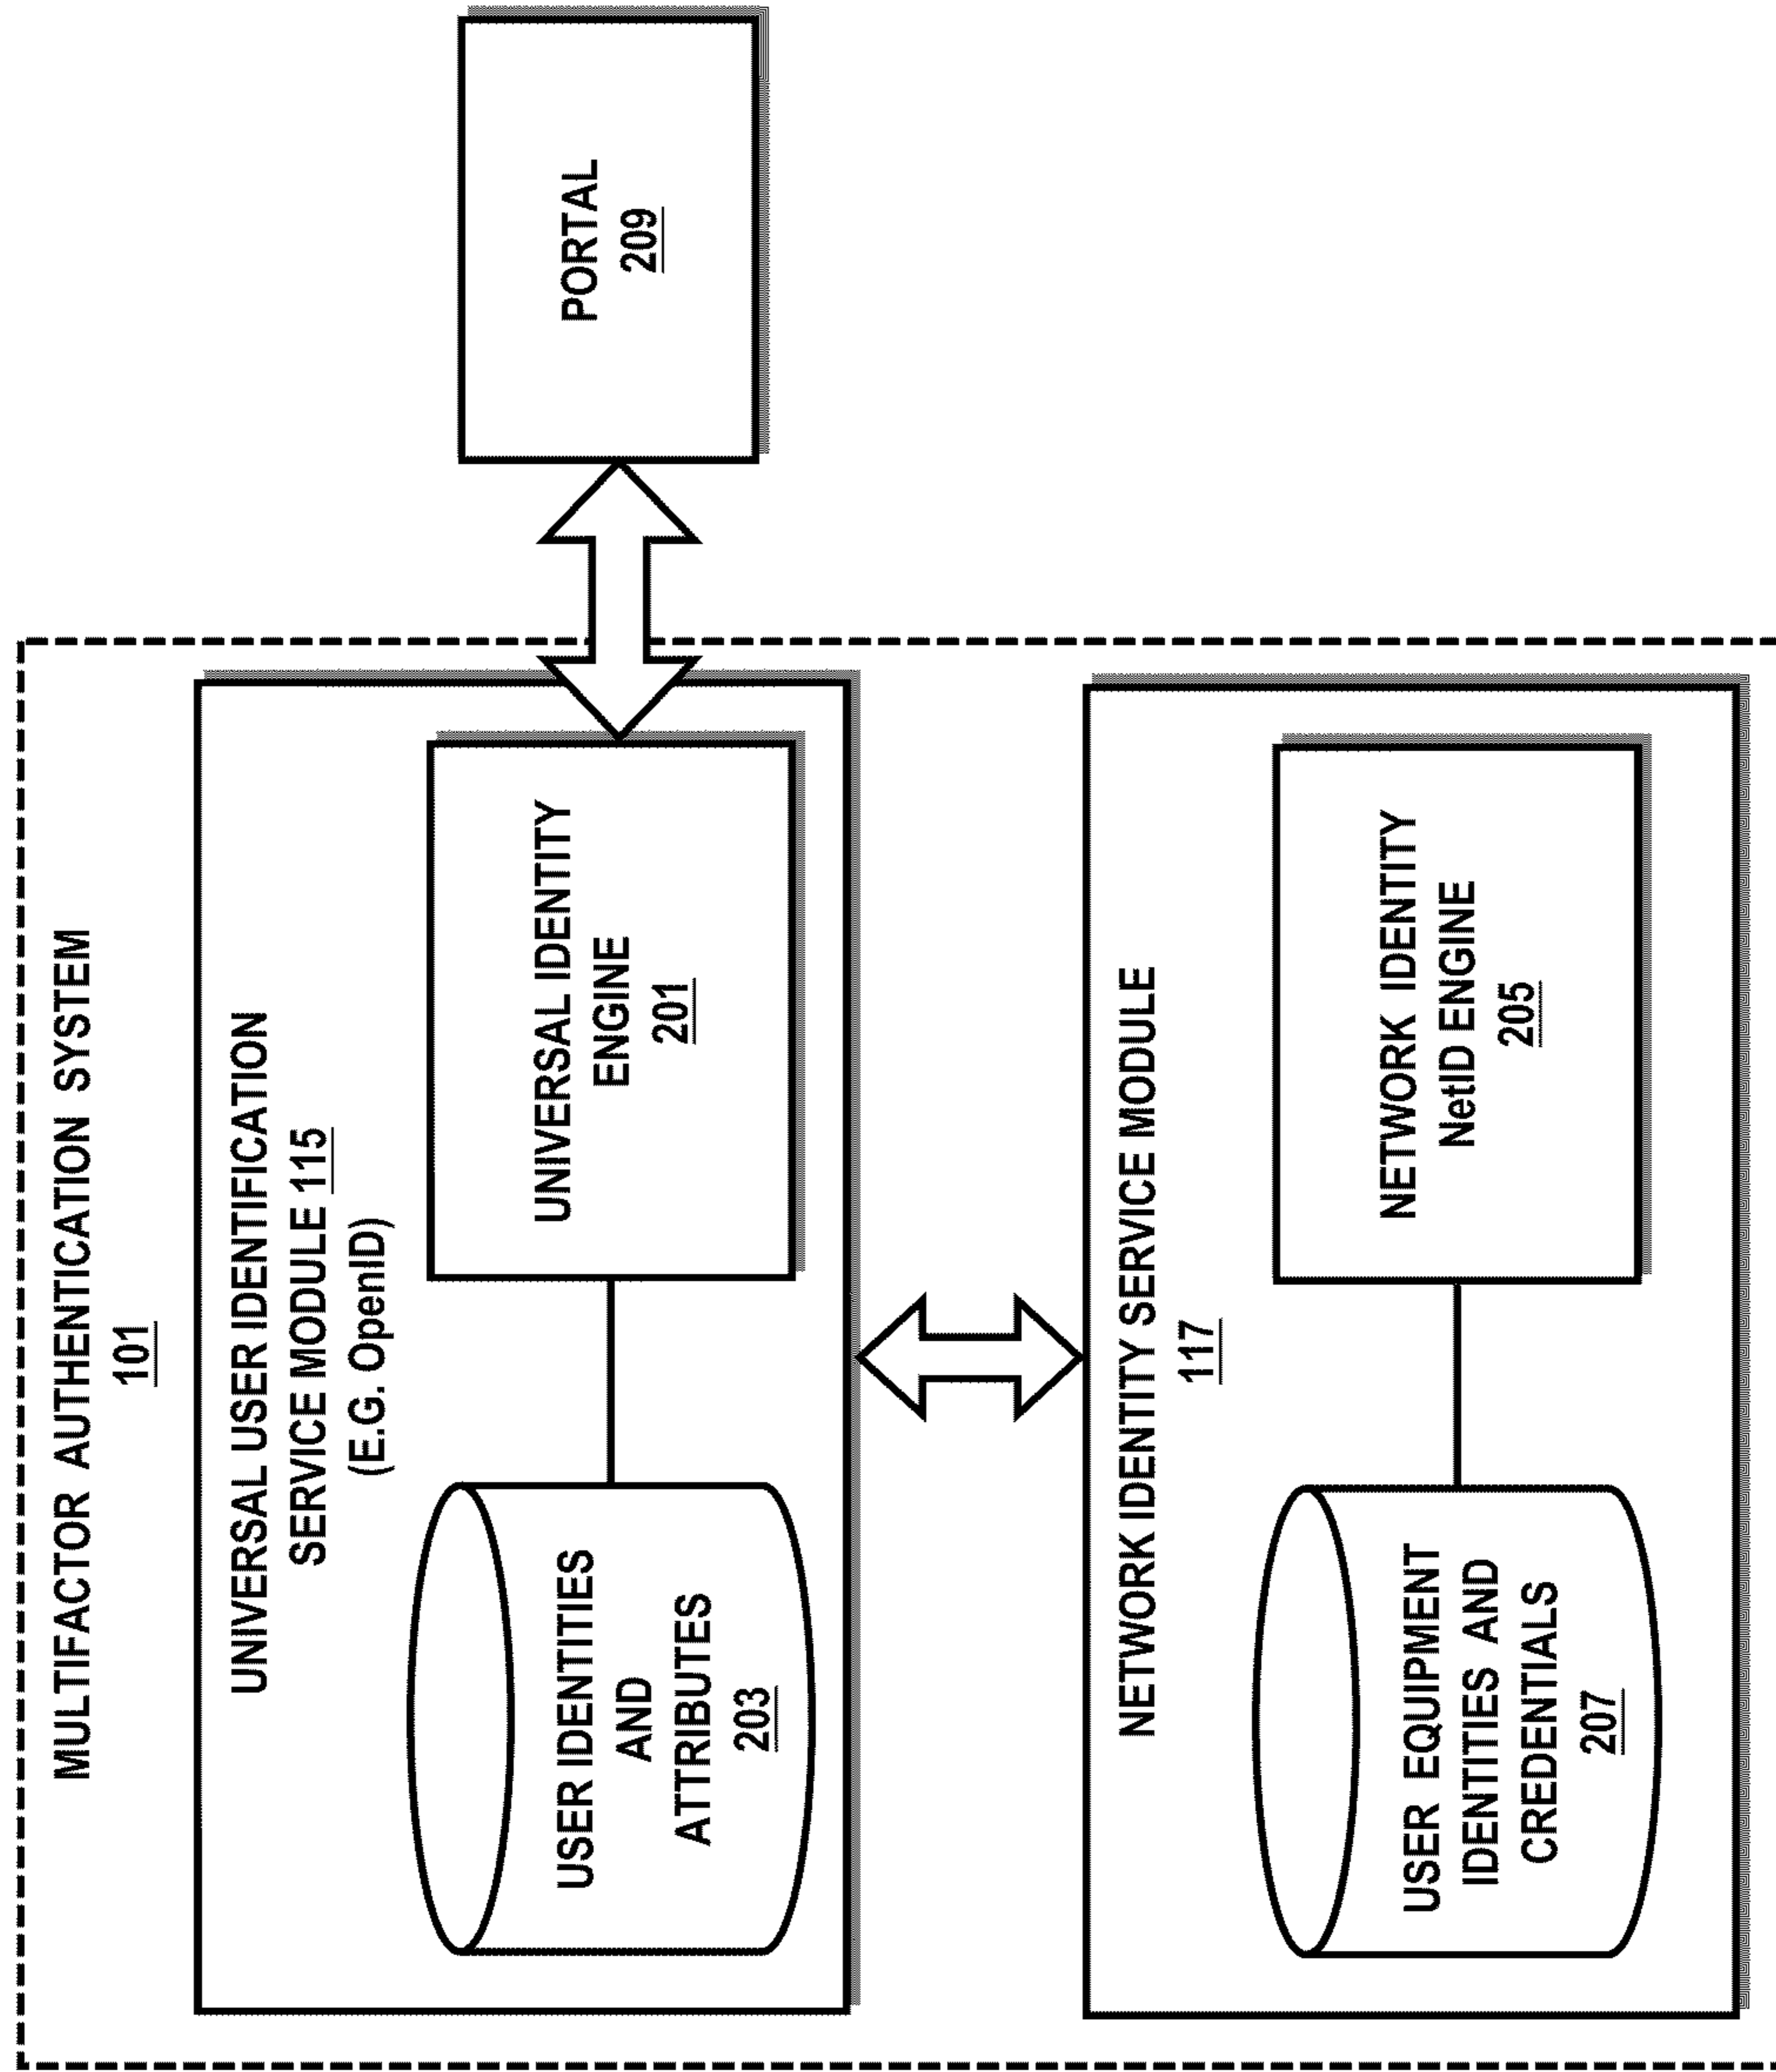 MULTIFACTOR AUTHENTICATION SYSTEM
101
UNIVERSAL USER IDENTIFICATION
SERVICE MODULE 115
(E.G. OpenID)
USER IDENTITIES
AND
ATTRIBUTES
203
UNIVERSAL IDENTITY
ENGINE
201
PORTAL
209
NETWORK IDENTITY SERVICE MODULE
117
USER EQUIPMENT
IDENTITIES AND
CREDENTIALS
207
NETWORK IDENTITY
NetID ENGINE
205